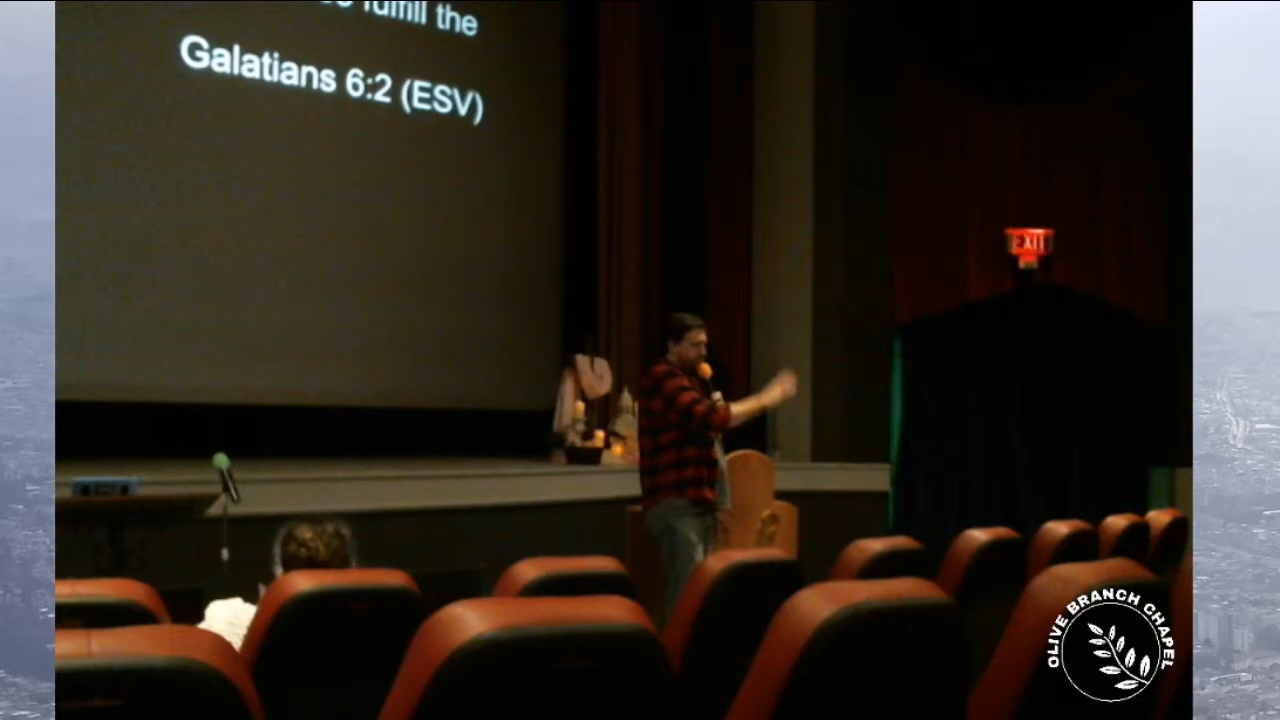 fulfill the
Galatians 6:2 (ESV)
EXIT
OLIVE BRANCH CHAPEL